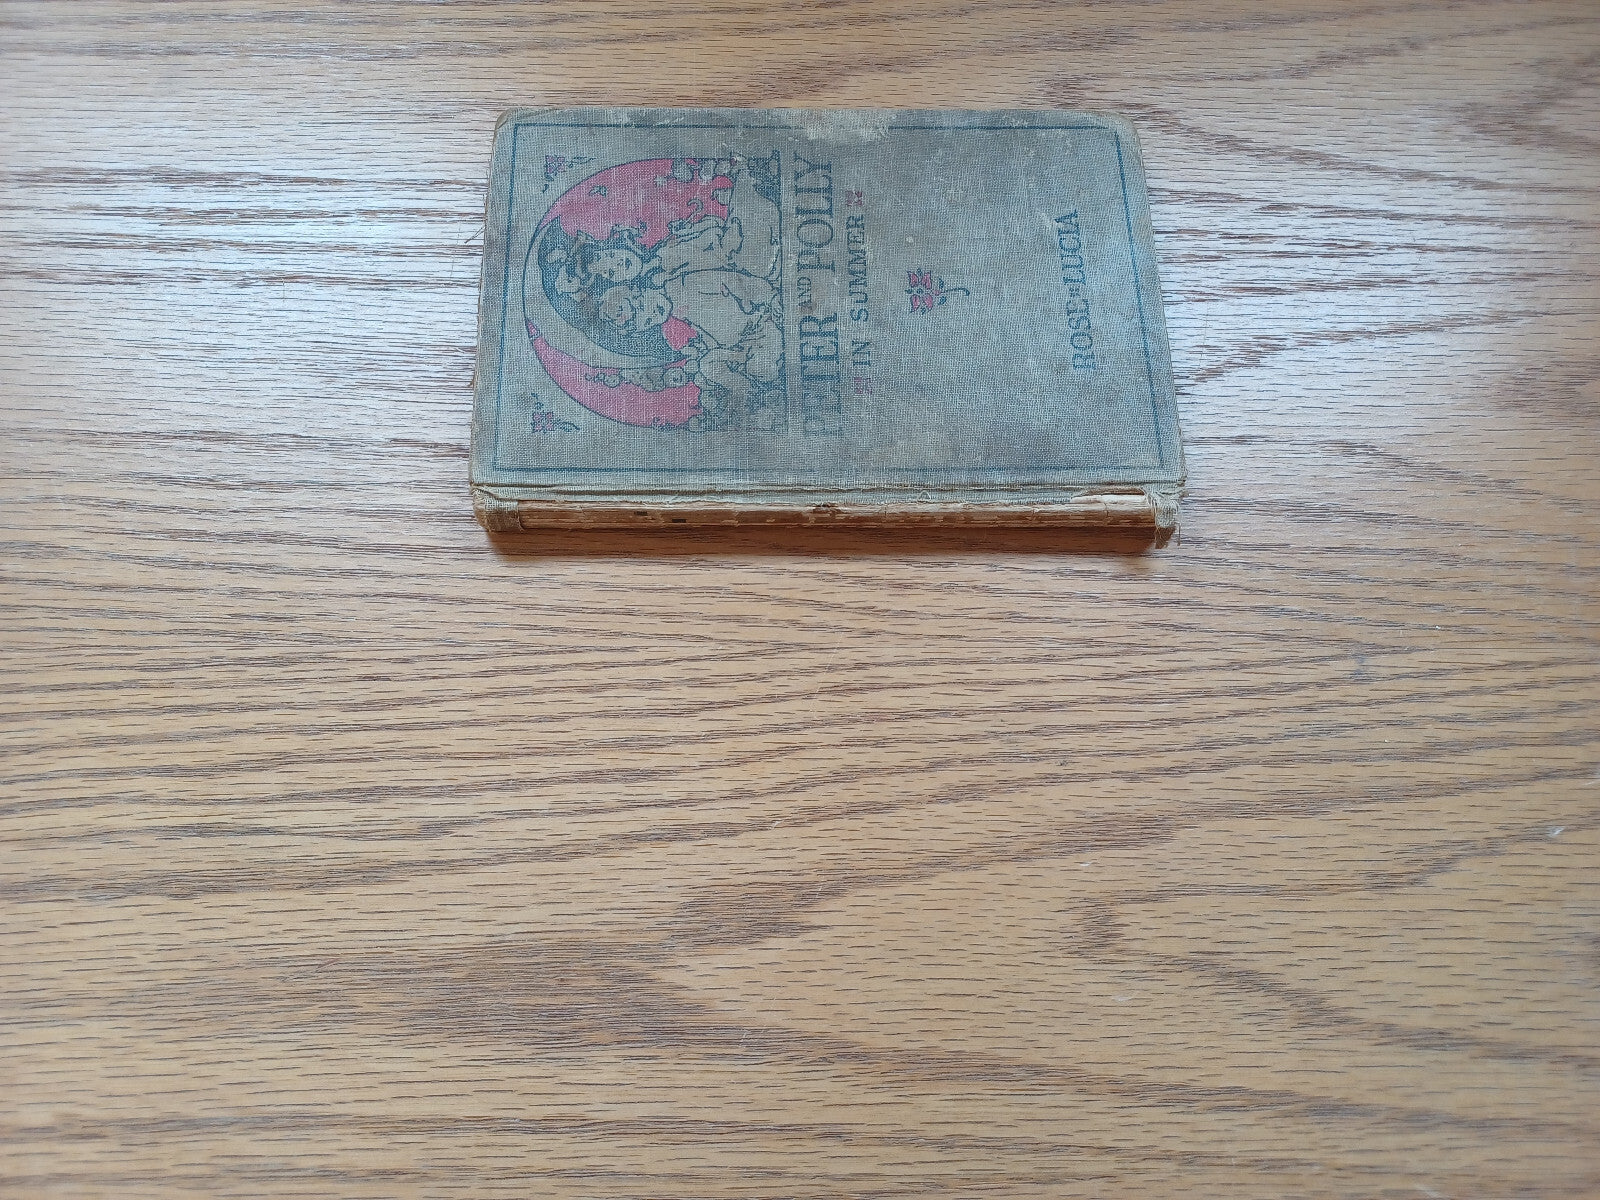 PETER AND POLLY
IN SUMMER
ROSE LUCIA